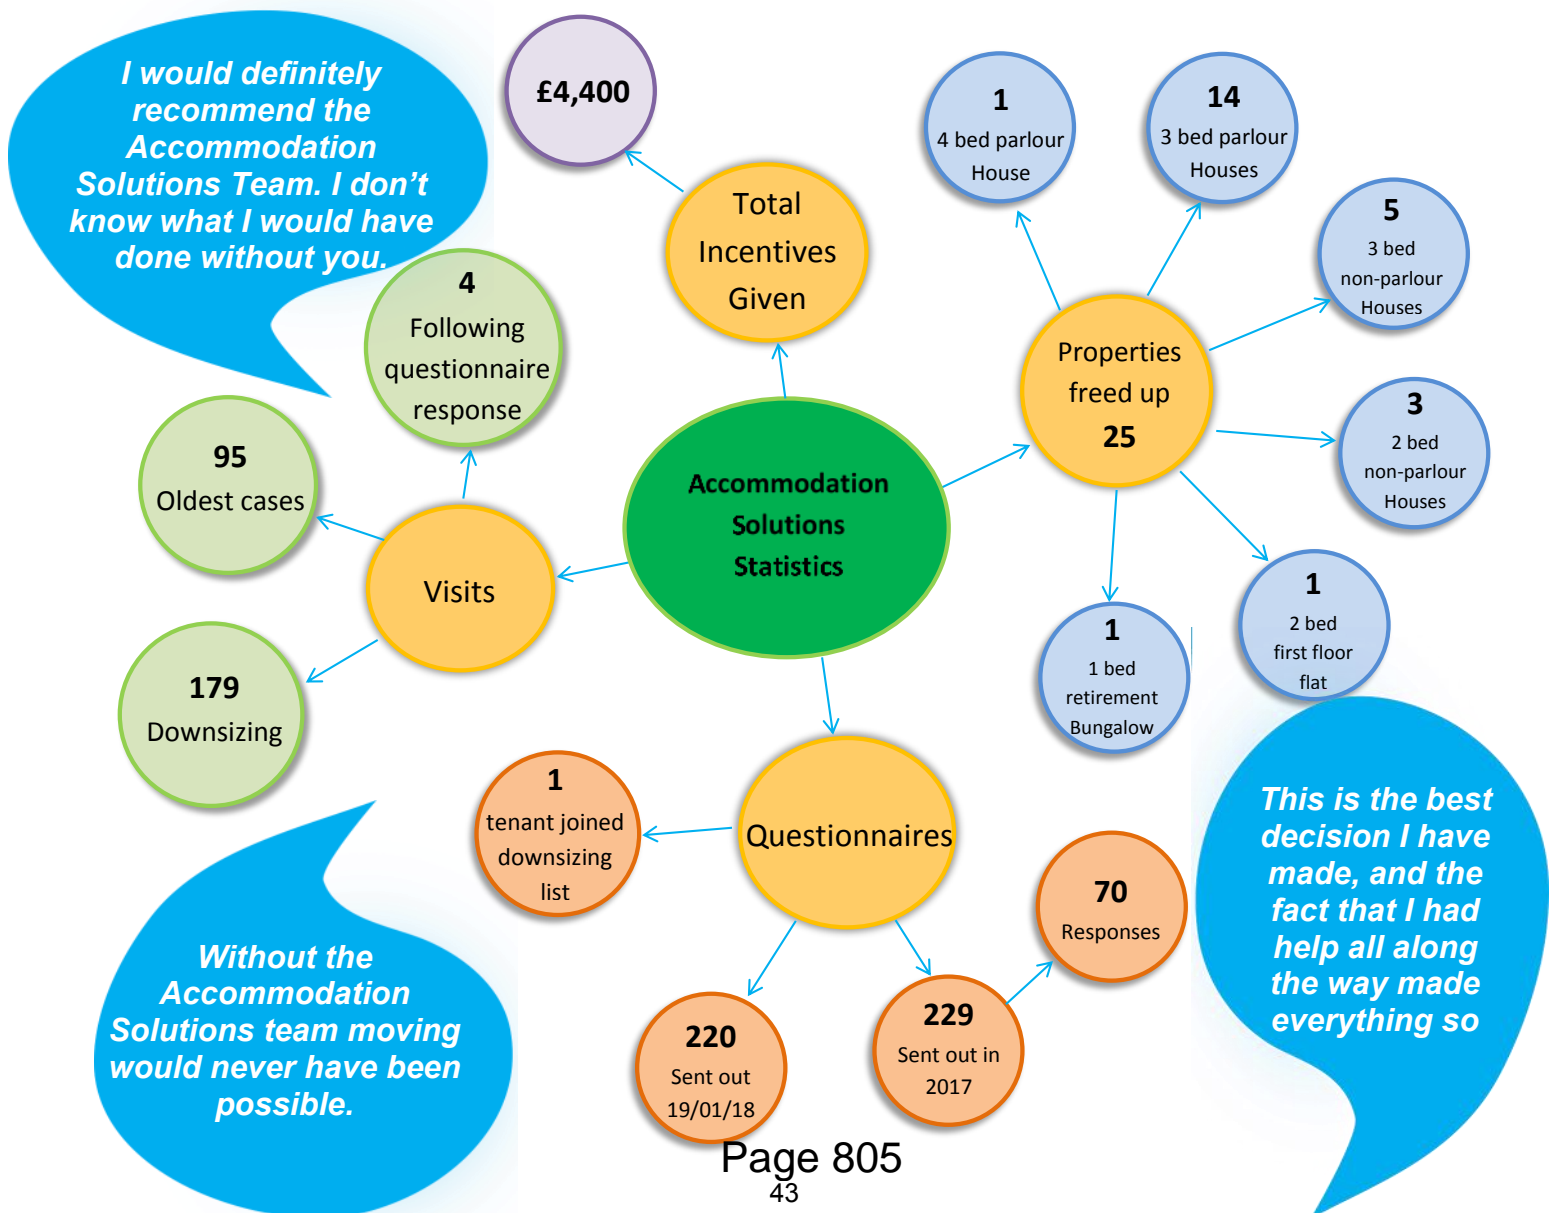 I would definitely
recommend the
Accommodation
Solutions Team. I don't
know what I would have
done without you.
£4,400
Total
Incentives
Given
1
4 bed parlour
House
14
3 bed parlour
Houses
5
3 bed
non-parlour
Houses
3
2 bed
non-parlour
Houses
1
2 bed
first floor
flat
1
1 bed
retirement
Bungalow
Properties
freed up
25
4
Following
questionnaire
response
95
Oldest cases
179
Downsizing
Visits
Accommodation
Solutions
Statistics
Questionnaires
1
tenant joined
downsizing
list
220
Sent out
19/01/18
229
Sent out in
2017
70
Responses
Without the
Accommodation
Solutions team moving
would never have been
possible.
This is the best
decision I have
made, and the
fact that I had
help all along
the way made
everything so
Page 805
43